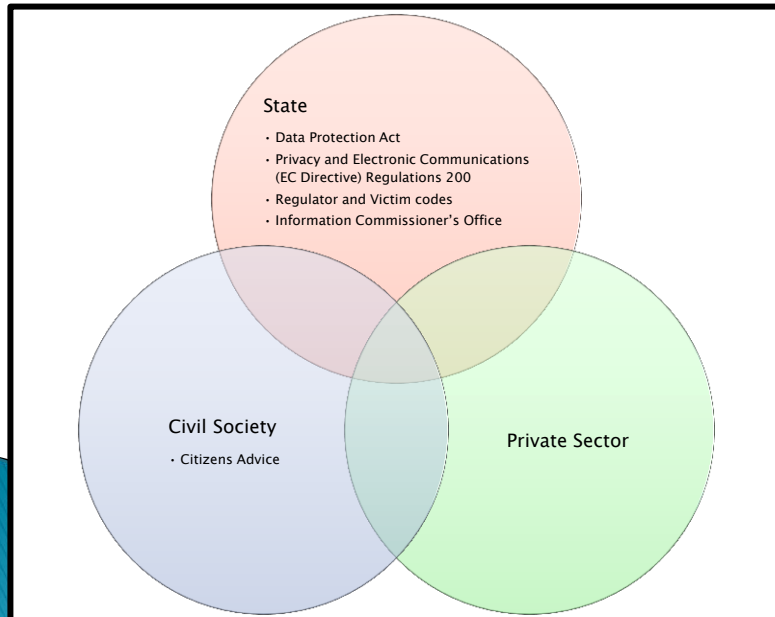 State
· Data Protection Act
· Privacy and Electronic Communications
(EC Directive) Regulations 200
· Regulator and Victim codes
· Information Commissioner's Office
Civil Society
· Citizens Advice
Private Sector